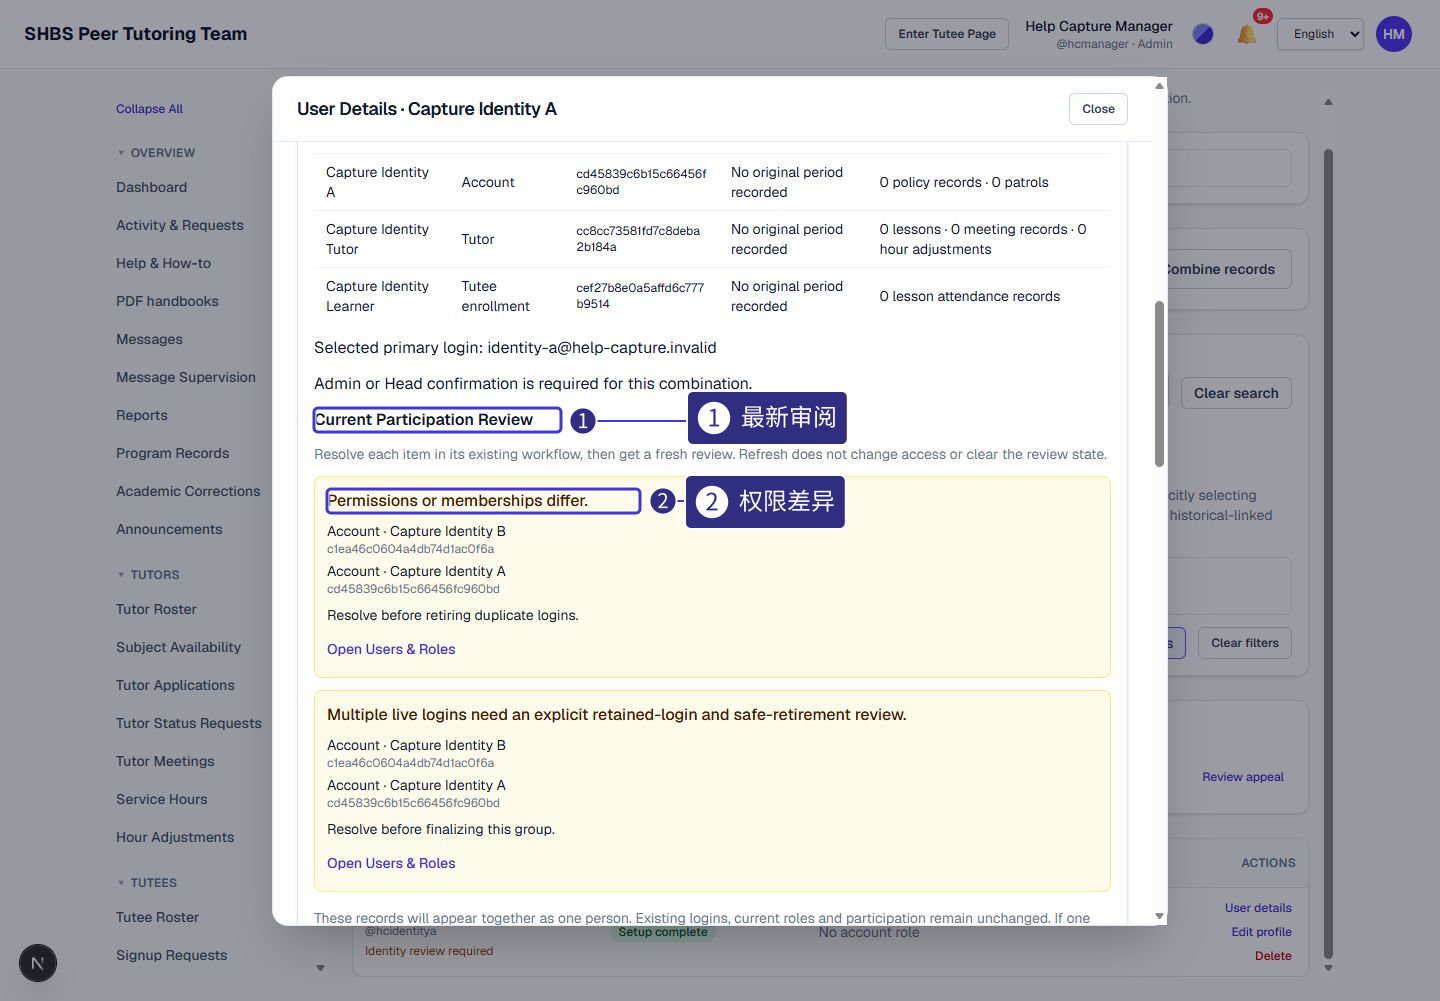 SHBS Peer Tutoring Team
Enter Tutee Page
Help Capture Manager
@hcmanager · Admin
9+
English
HM
Collapse All
OVERVIEW
Dashboard
Activity & Requests
Help & How-to
PDF handbooks
Messages
Message Supervision
Reports
Program Records
Academic Corrections
Announcements
TUTORS
Tutor Roster
Subject Availability
Tutor Applications
Tutor Status Requests
Tutor Meetings
Service Hours
Hour Adjustments
TUTEES
Tutee Roster
Signup Requests
N
User Details · Capture Identity A
Close
Capture Identity
A
Account
cd45839c6b15c66456f
c960bd
No original period
recorded
0 policy records · 0 patrols
Capture Identity
Tutor
Tutor
cc8cc73581fd7c8deba
2b184a
No original period
recorded
0 lessons · 0 meeting records · 0
hour adjustments
Capture Identity
Learner
Tutee
enrollment
cef27b8e0a5affd6c777
b9514
No original period
recorded
0 lesson attendance records
Selected primary login: identity-a@help-capture.invalid
Admin or Head confirmation is required for this combination.
Current Participation Review
1
1 最新审阅
Resolve each item in its existing workflow, then get a fresh review. Refresh does not change access or clear the review state.
Permissions or memberships differ.
2
2 权限差异
Account · Capture Identity B
c1ea46c0604a4db74d1ac0f6a
Account · Capture Identity A
cd45839c6b15c66456fc960bd
Resolve before retiring duplicate logins.
Open Users & Roles
Multiple live logins need an explicit retained-login and safe-retirement review.
Account · Capture Identity B
c1ea46c0604a4db74d1ac0f6a
Account · Capture Identity A
cd45839c6b15c66456fc960bd
Resolve before finalizing this group.
Open Users & Roles
These records will appear together as one person. Existing logins, current roles and participation remain unchanged. If one
tion.
Combine records
Clear search
citly selecting
historical-linked
s
Clear filters
Review appeal
ACTIONS
User details
Edit profile
Delete
@hcidentitya
Identity review required
Setup complete
No account role